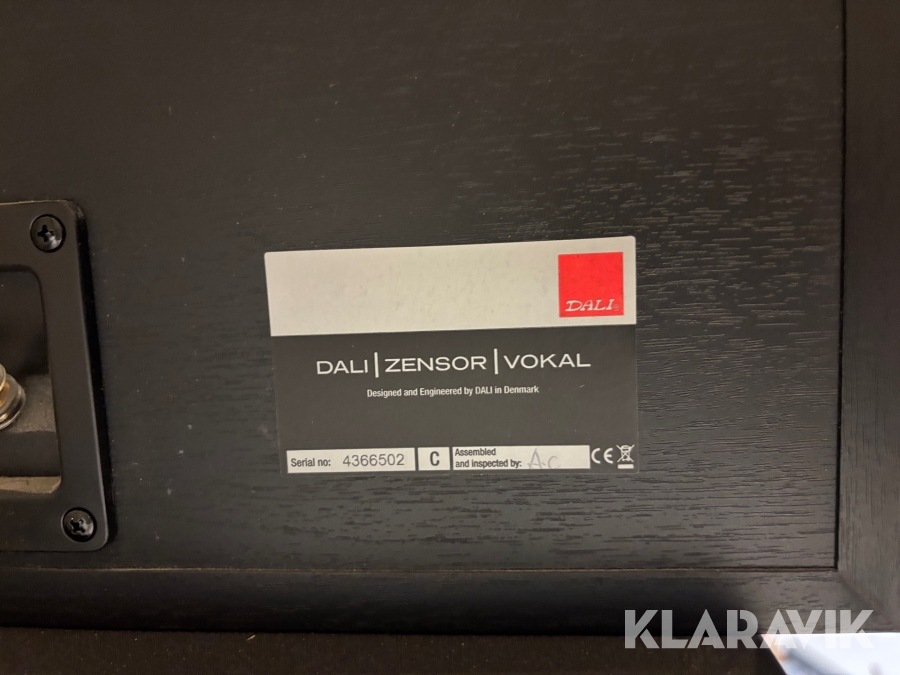 DALI
DALI|ZENSOR|VOKAL
Designed and Engineered by DALI in Denmark
Serial no: 4366502
C
Assembled
and inspected by: A.C
CE
KLARAVIK